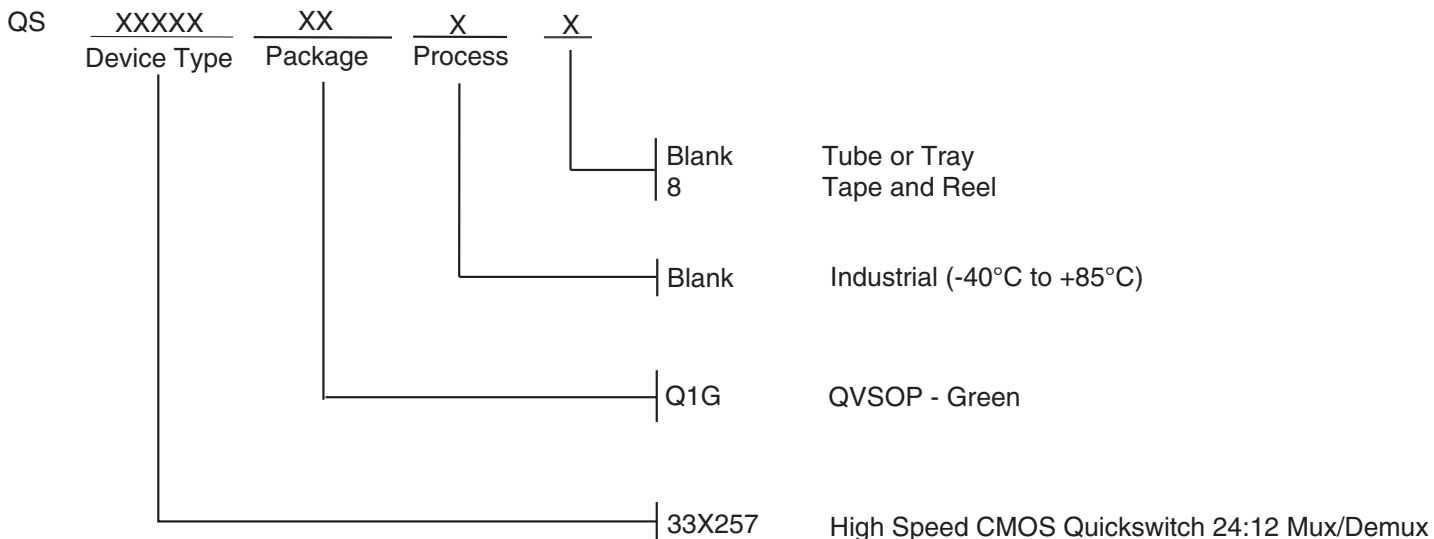 QS XXXXX XX X X
Device Type Package Process
Blank Tube or Tray
8 Tape and Reel
Blank Industrial (-40°C to +85°C)
Q1G QVSOP - Green
33X257 High Speed CMOS Quickswitch 24:12 Mux/Demux